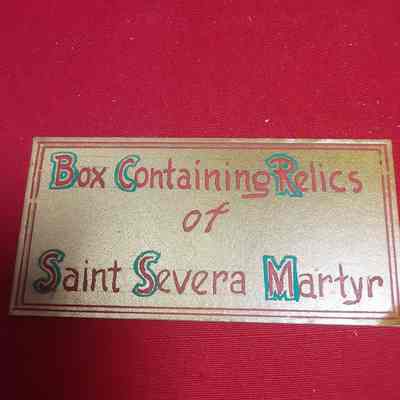 Box Containing Relics
of
Saint Severa Martyr